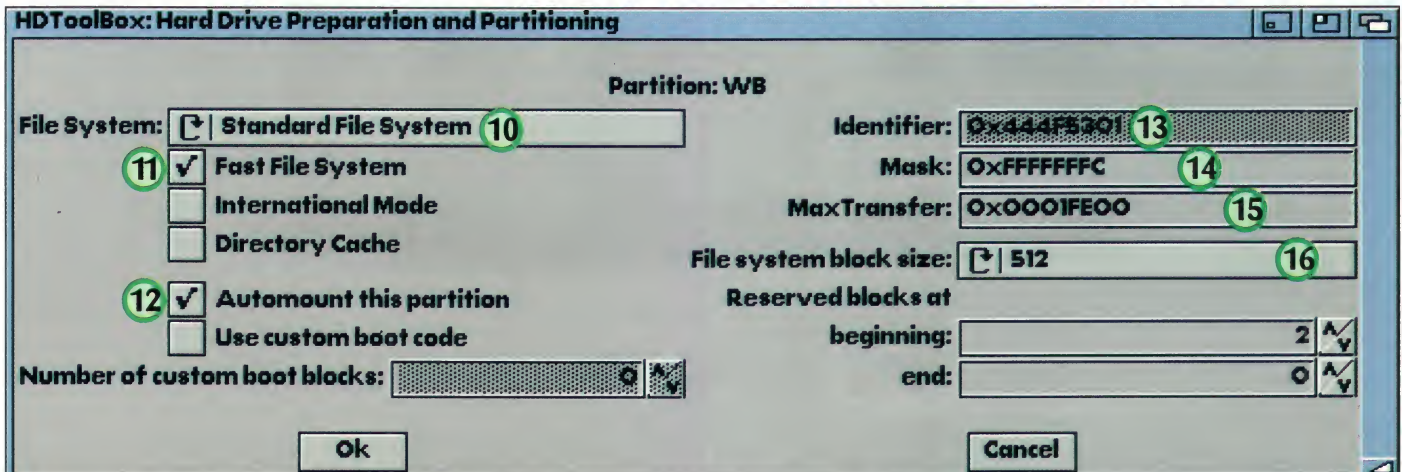 HDToolBox: Hard Drive Preparation and Partitioning
Partition: WB
File System: Standard File System 10
11 Fast File System
International Mode
Directory Cache
12 Automount this partition
Use custom boot code
Number of custom boot blocks: 0
Identifier: 0x444F5301 13
Mask: 0xFFFFFFFC 14
MaxTransfer: 0x0001FE00 15
File system block size: 512 16
Reserved blocks at
beginning: 2
end: 0
Ok
Cancel